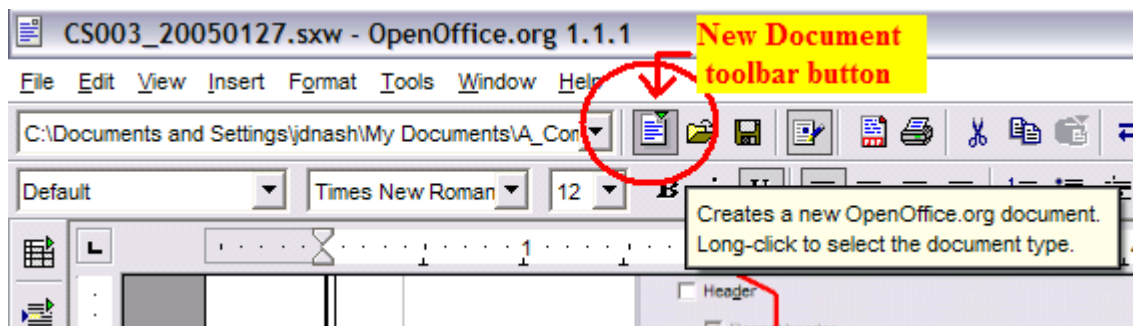 CS003_20050127.sxw - OpenOffice.org 1.1.1
New Document
toolbar button
File Edit View Insert Format Tools Window Help
C:\Documents and Settings\jdnash\My Documents\A_Con
Default Times New Roman 12 B U
Creates a new OpenOffice.org document.
Long-click to select the document type.
1
Header